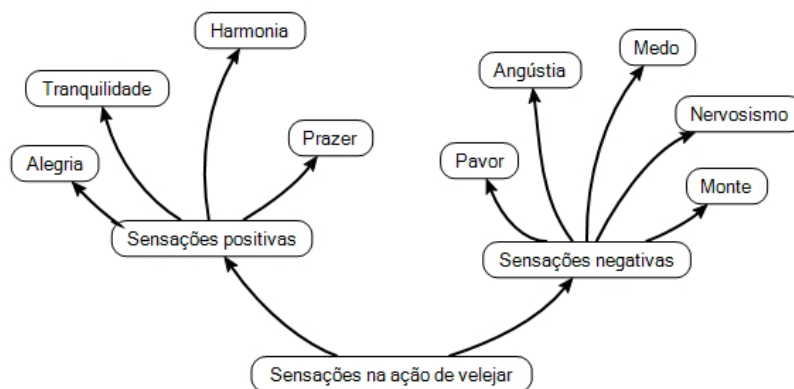 Harmonia
Medo
Angústia
Tranquilidade
Nervosismo
Prazer
Pavor
Alegria
Monte
Sensações positivas
Sensações negativas
Sensações na ação de velejar